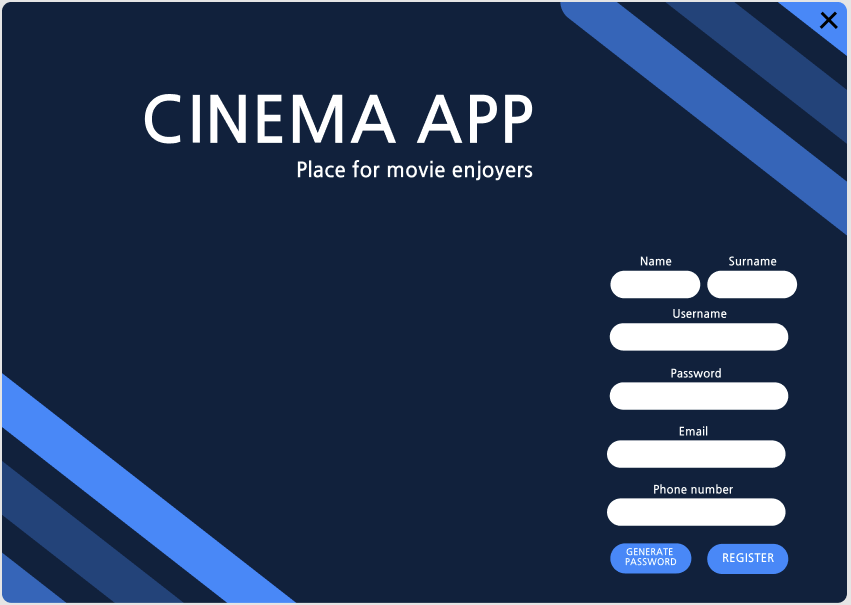 CINEMA APP
Place for movie enjoyers
Name Surname
Username
Password
Email
Phone number
GENERATE
PASSWORD
REGISTER